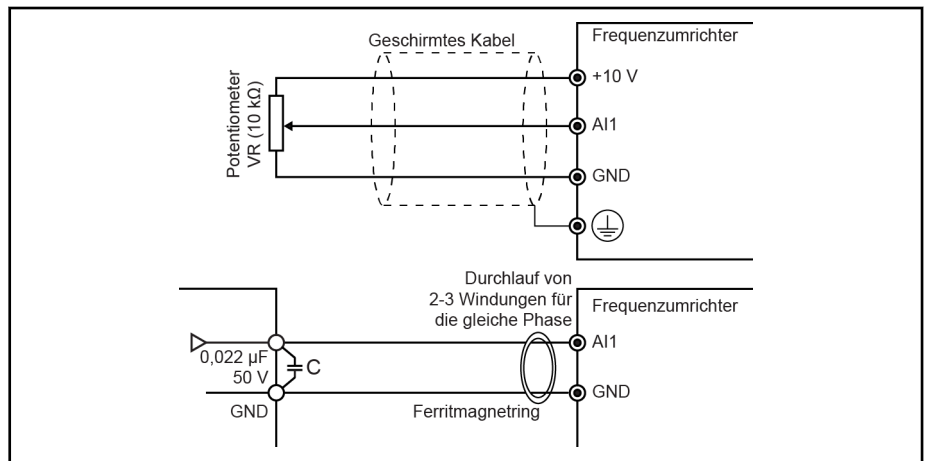 Geschirmtes Kabel
Frequenzumrichter
Potentiometer
VR (10 kΩ)
+10 V
AI1
GND
Durchlauf von
2-3 Windungen für
die gleiche Phase
Frequenzumrichter
AI1
0,022 µF
50 V
C
GND
GND
Ferritmagnetring